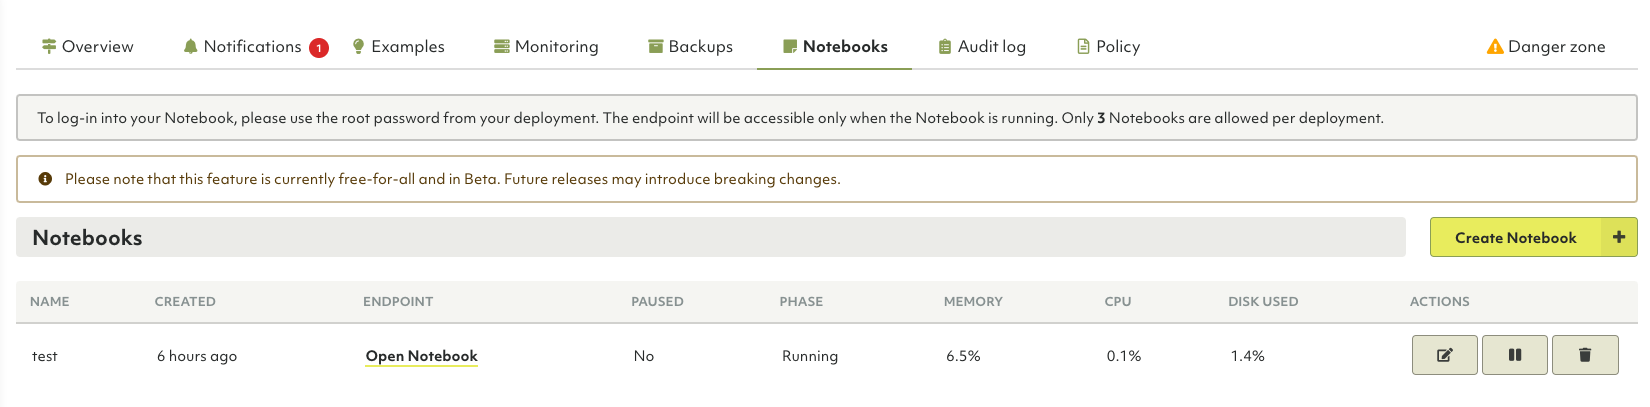 Overview Notifications 1 Examples Monitoring Backups Notebooks Audit log Policy Danger zone
To log-in into your Notebook, please use the root password from your deployment. The endpoint will be accessible only when the Notebook is running. Only 3 Notebooks are allowed per deployment.
Please note that this feature is currently free-for-all and in Beta. Future releases may introduce breaking changes.
Notebooks Create Notebook +
NAME CREATED ENDPOINT PAUSED PHASE MEMORY CPU DISK USED ACTIONS
test 6 hours ago Open Notebook No Running 6.5% 0.1% 1.4%